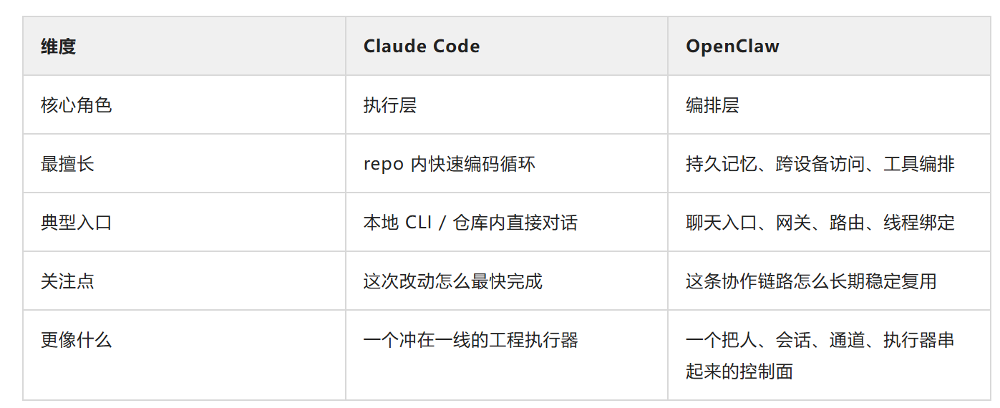 维度 Claude Code OpenClaw
核心角色 执行层 编排层
最擅长 repo 内快速编码循环 持久记忆、跨设备访问、工具编排
典型入口 本地 CLI / 仓库内直接对话 聊天入口、网关、路由、线程绑定
关注点 这次改动怎么最快完成 这条协作链路怎么长期稳定复用
更像什么 一个冲在一线的工程执行器 一个把人、会话、通道、执行器串
起来的控制面